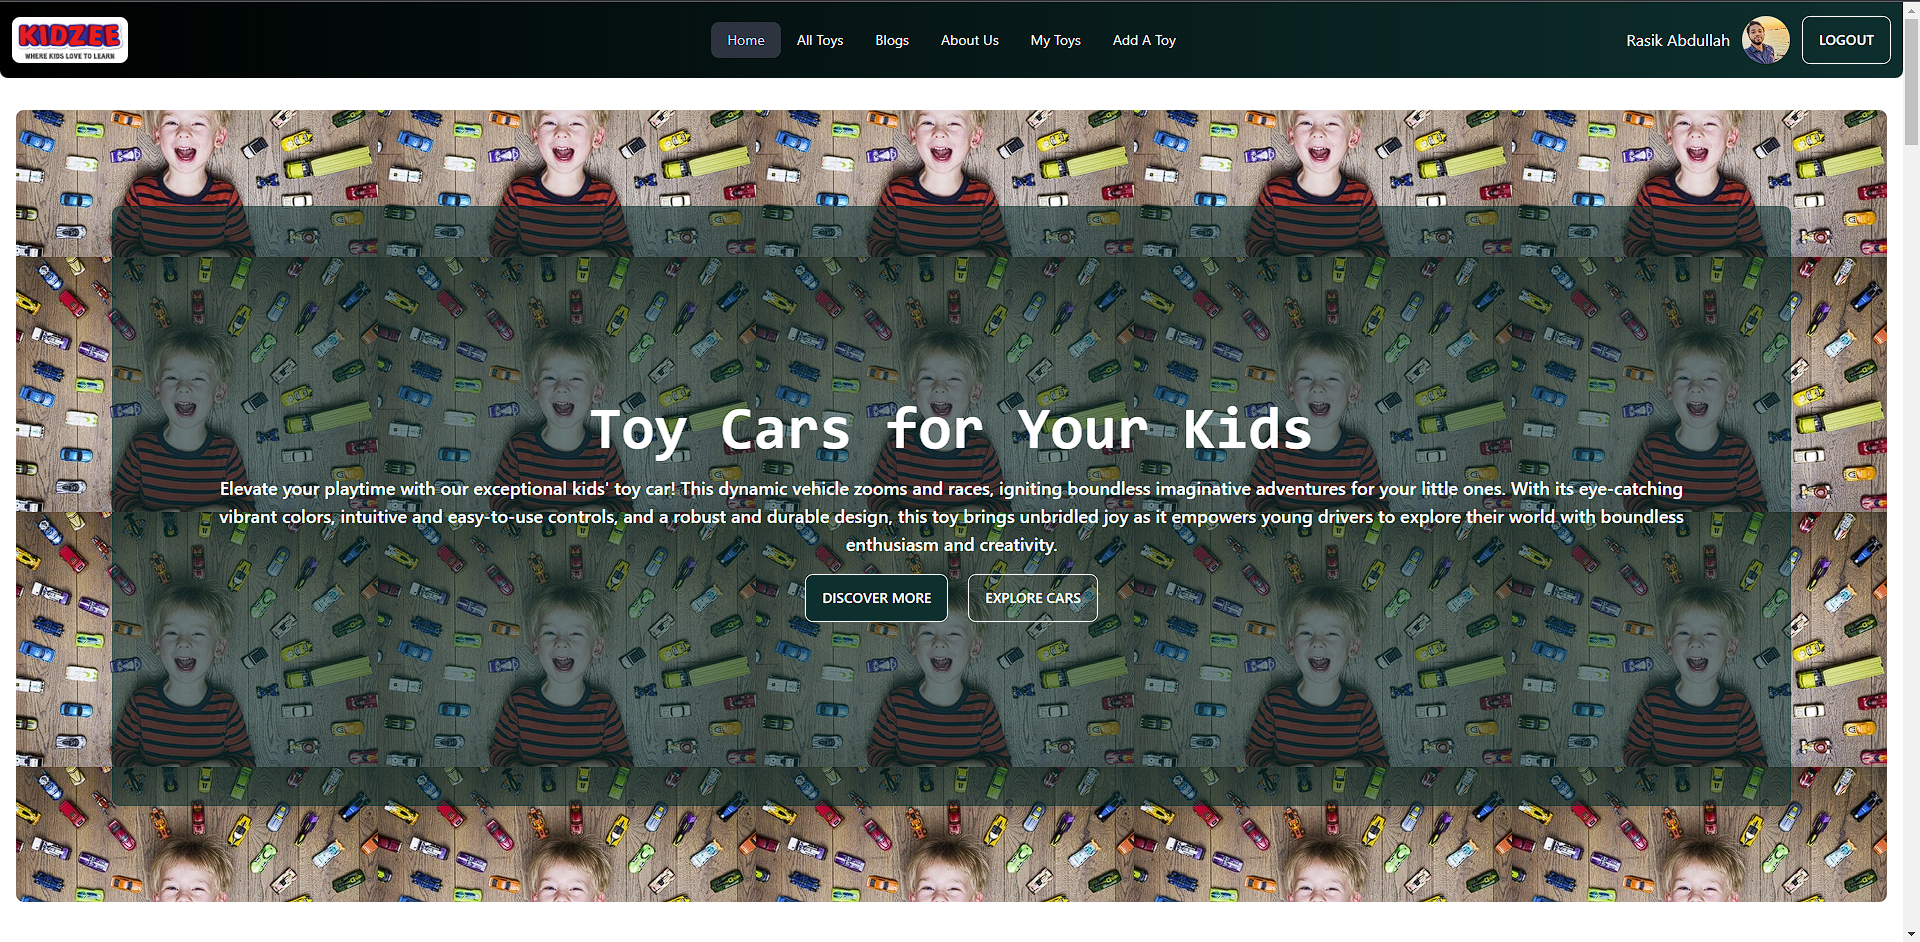 KIDZEE
WHERE KIDS LOVE TO LEARN
Home
All Toys
Blogs
About Us
My Toys
Add A Toy
Rasik Abdullah
LOGOUT
Toy Cars for Your Kids
Elevate your playtime with our exceptional kids' toy car! This dynamic vehicle zooms and races, igniting boundless imaginative adventures for your little ones. With its eye-catching
vibrant colors, intuitive and easy-to-use controls, and a robust and durable design, this toy brings unbridled joy as it empowers young drivers to explore their world with boundless
enthusiasm and creativity.
DISCOVER MORE
EXPLORE CARS